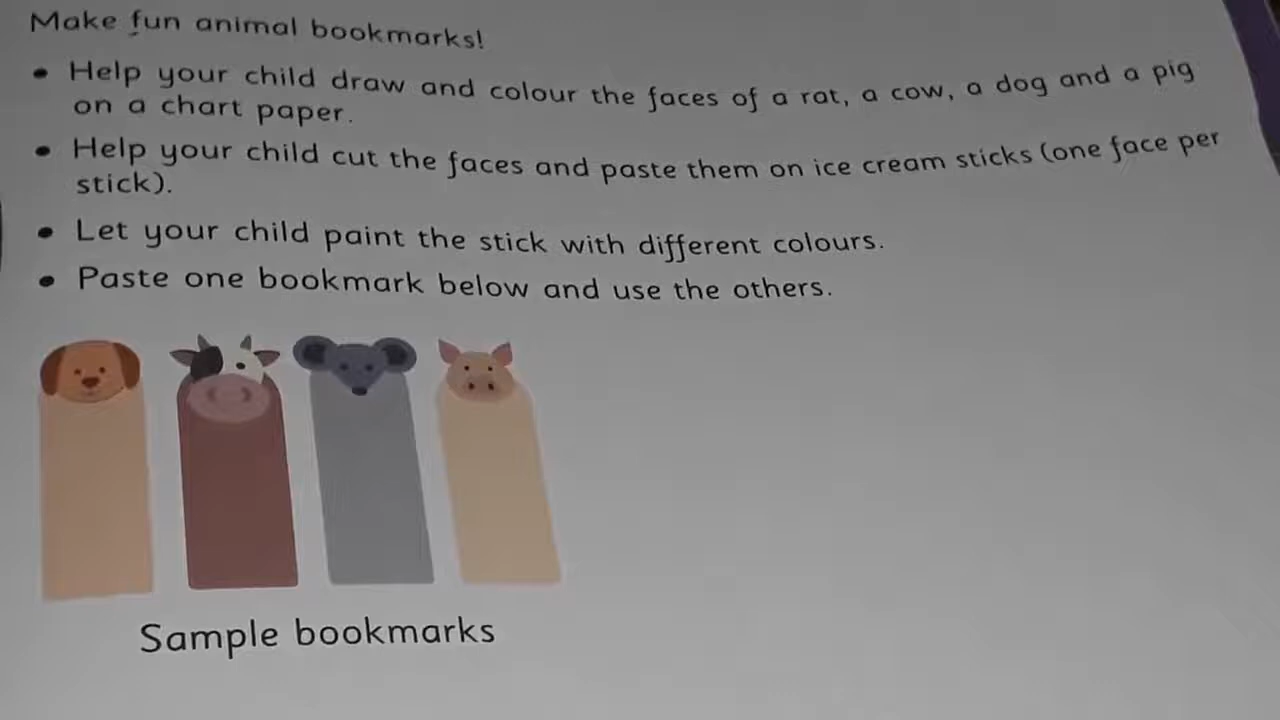 Make fun animal bookmarks!
• Help your child draw and colour the faces of a rat, a cow, a dog and a pig
on a chart paper.
• Help your child cut the faces and paste them on ice cream sticks (one face per
stick).
• Let your child paint the stick with different colours.
• Paste one bookmark below and use the others.
Sample bookmarks